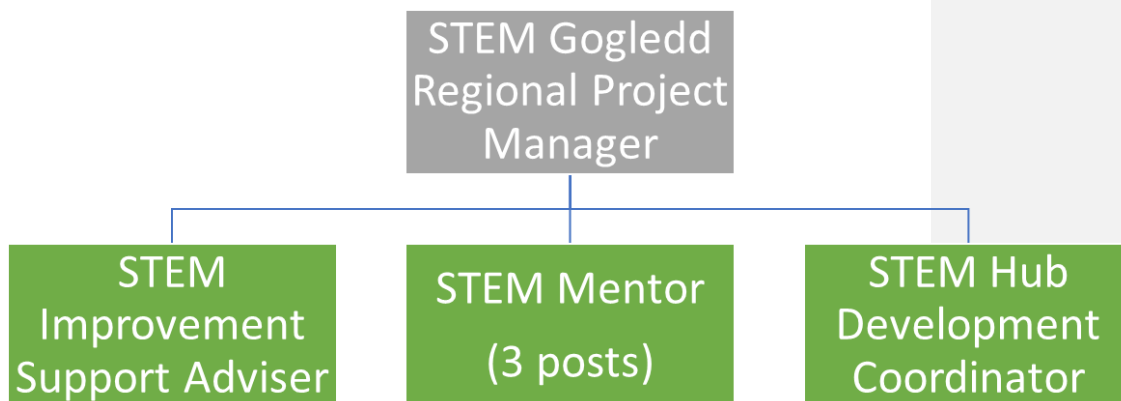 STEM Gogledd
Regional Project
Manager
STEM
Improvement
Support Adviser
STEM Mentor
(3 posts)
STEM Hub
Development
Coordinator